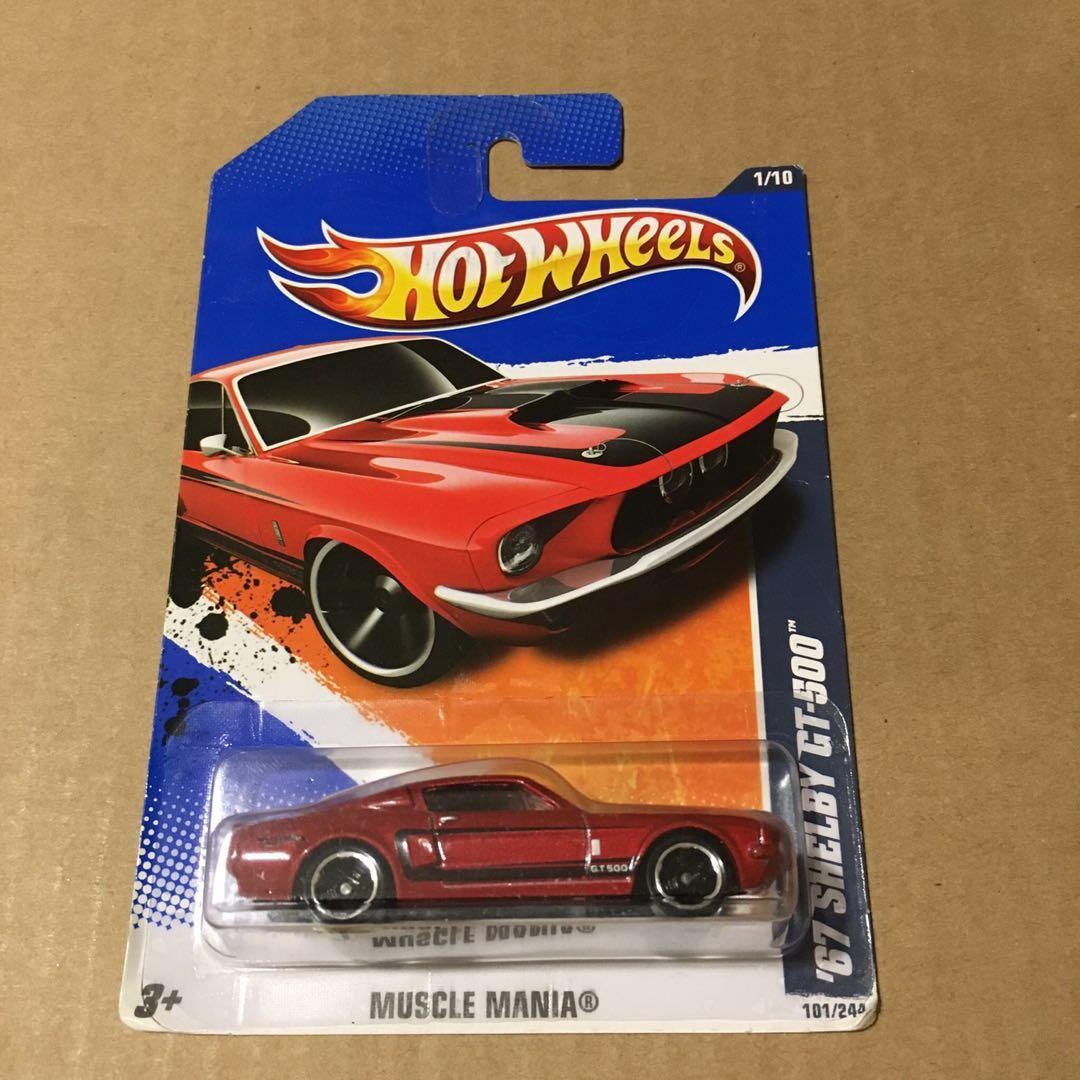 1/10
HOT WHEELS®
'67 SHELBY GT-500™
GT500
MUSCLE MANIA®
3+
MUSCLE MANIA®
101/244